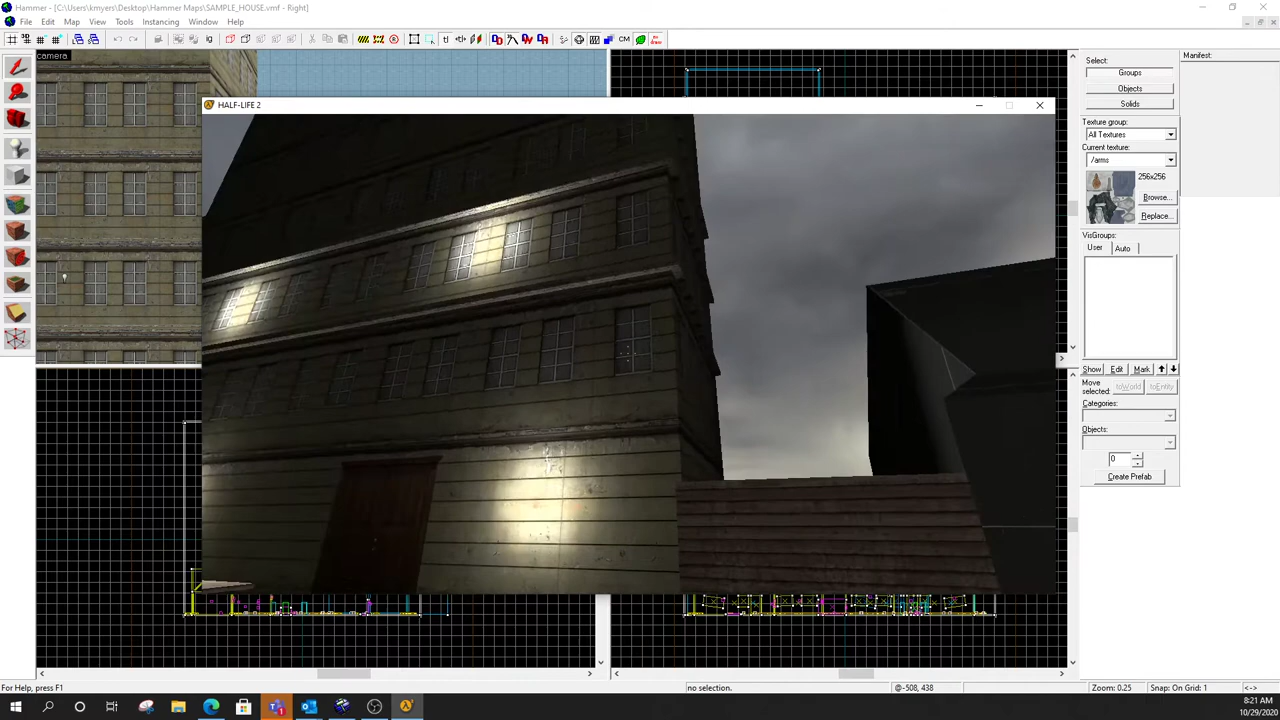 Hammer - [C:\Users\kmyers\Desktop\Hammer Maps\SAMPLE_HOUSE.vmf - Right]
File Edit Map View Tools Instancing Window Help
CM
camera
HALF-LIFE 2
Select:
Groups
Objects
Solids
Texture group:
All Textures
Current texture:
/arms
256x256
Browse...
Replace...
VisGroups:
User Auto
Show Edit Mark
Move selected:
toWorld toEntity
Categories:
Objects:
0
Create Prefab
Manifest:
For Help, press F1
no selection.
@-508, 438
Zoom: 0.25
Snap: On Grid: 1
<->
8:21 AM
10/29/2020